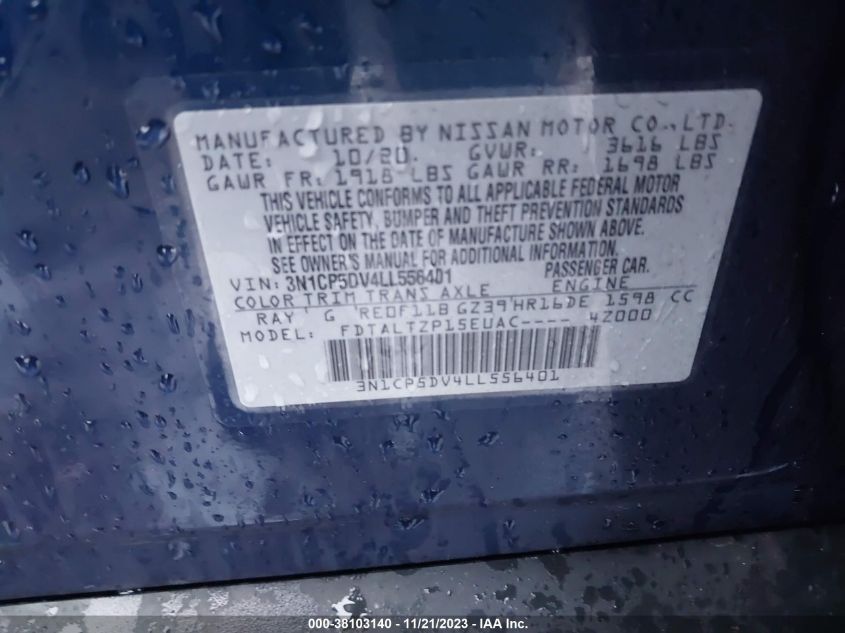 MANUFACTURED BY NISSAN MOTOR CO., LTD.
DATE: 10/20. GVWR: 3616 LBS
GAWR FR: 1918 LBS GAWR RR: 1698 LBS
THIS VEHICLE CONFORMS TO ALL APPLICABLE FEDERAL MOTOR
VEHICLE SAFETY, BUMPER AND THEFT PREVENTION STANDARDS
IN EFFECT ON THE DATE OF MANUFACTURE SHOWN ABOVE.
SEE OWNER'S MANUAL FOR ADDITIONAL INFORMATION.
VIN: 3N1CP5DV4LL556401 PASSENGER CAR.
COLOR TRIM TRANS AXLE ENGINE
RAY G RE0F11B GZ39 HR16DE 1598 CC
MODEL: FDTALTZP15EUAC---- 42000
3N1CP5DV4LL556401
000-38103140 - 11/21/2023 - IAAI.com